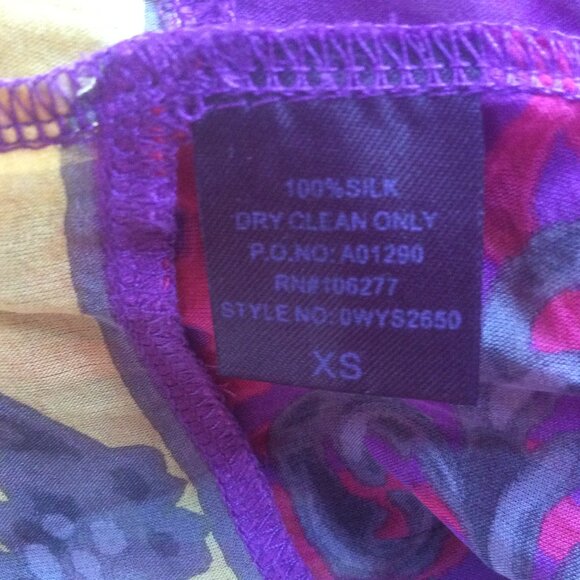 100%SILK
DRY CLEAN ONLY
P.O.NO: A01290
RN#106277
STYLE NO: 0WYS2650
XS